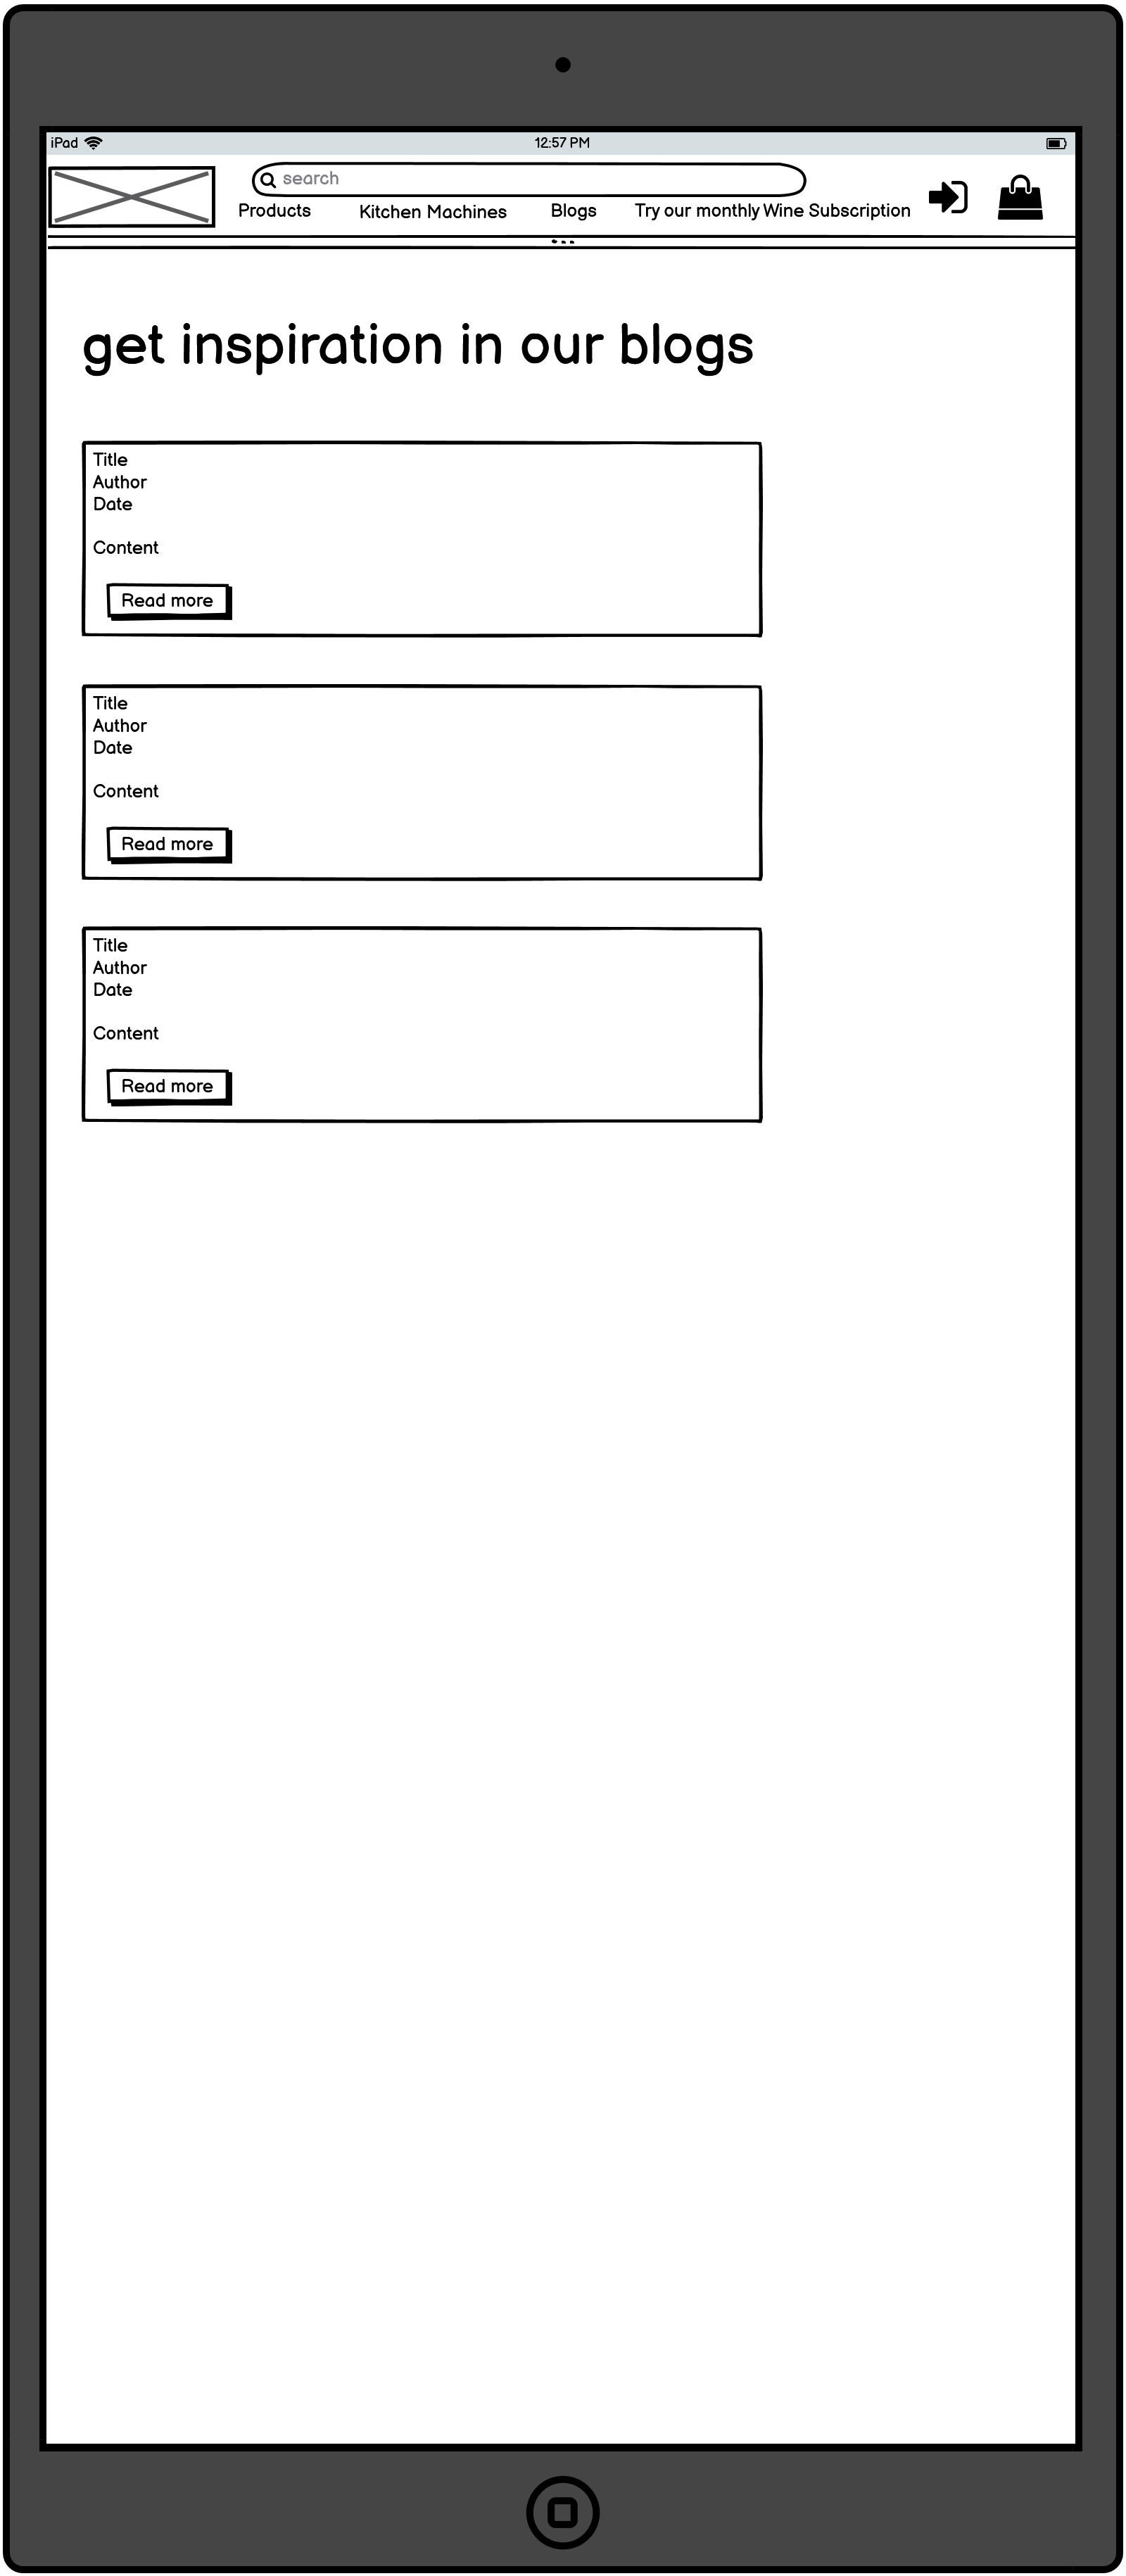 iPad 12:57 PM
search
Products Kitchen Machines Blogs Try our monthly Wine Subscription
get inspiration in our blogs
Title
Author
Date
Content
Read more
Title
Author
Date
Content
Read more
Title
Author
Date
Content
Read more